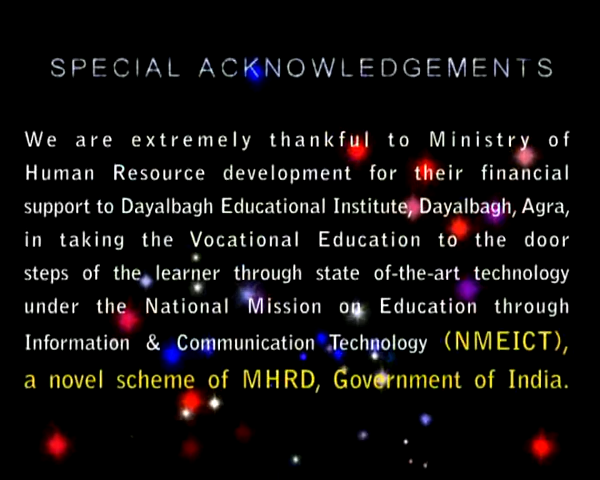 SPECIAL ACKNOWLEDGEMENTS
We are extremely thankful to Ministry of
Human Resource development for their financial
support to Dayalbagh Educational Institute, Dayalbagh, Agra,
in taking the Vocational Education to the door
steps of the learner through state of-the-art technology
under the National Mission on Education through
Information & Communication Technology (NMEICT),
a novel scheme of MHRD, Government of India.